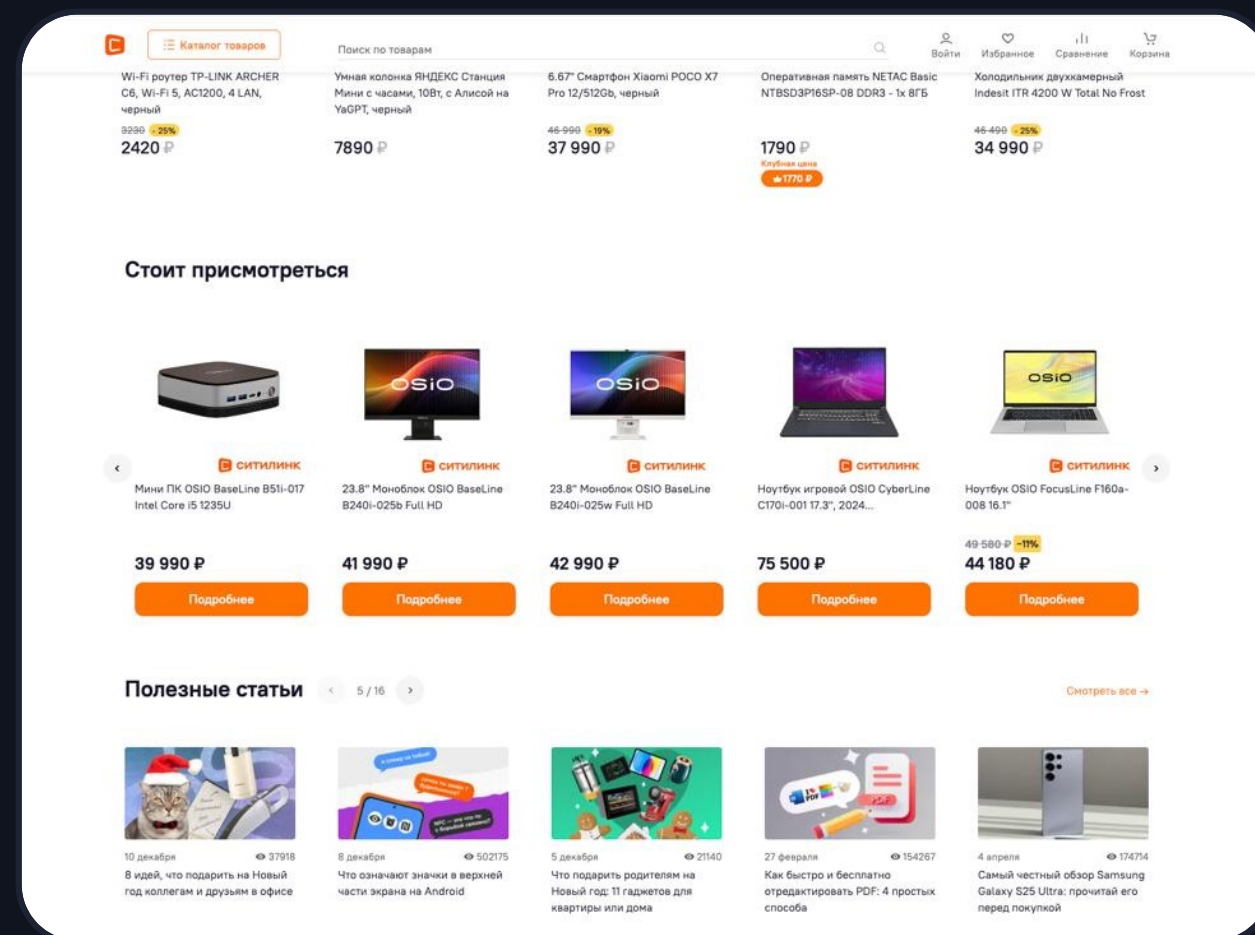 Каталог товаров
Поиск по товарам
Войти
Избранное
Сравнение
Корзина
Wi-Fi роутер TP-LINK ARCHER
C6, Wi-Fi 5, AC1200, 4 LAN,
черный
3230 -25%
2420 ₽
Умная колонка ЯНДЕКС Станция
Мини с часами, 10Вт, с Алисой на
YaGPT, черный
7890 ₽
6.67" Смартфон Xiaomi POCO X7
Pro 12/512Gb, черный
46 990 -19%
37 990 ₽
Оперативная память NETAC Basic
NTBSD3P16SP-08 DDR3 - 1x 8ГБ
1790 ₽
Клубная цена
1770 ₽
Холодильник двухкамерный
Indesit ITR 4200 W Total No Frost
46 490 -25%
34 990 ₽
Стоит присмотреться
СИТИЛИНК
Мини ПК OSIO BaseLine B51i-017
Intel Core i5 1235U
39 990 ₽
Подробнее
OSiO
СИТИЛИНК
23.8" Моноблок OSIO BaseLine
B240i-025b Full HD
41 990 ₽
Подробнее
OSiO
СИТИЛИНК
23.8" Моноблок OSIO BaseLine
B240i-025w Full HD
42 990 ₽
Подробнее
СИТИЛИНК
Ноутбук игровой OSIO CyberLine
C170i-001 17.3", 2024...
75 500 ₽
Подробнее
OSiO
СИТИЛИНК
Ноутбук OSIO FocusLine F160a-
008 16.1"
49 580 ₽ -11%
44 180 ₽
Подробнее
Полезные статьи
5 / 16
Смотреть все →
10 декабря 37918
8 идей, что подарить на Новый
год коллегам и друзьям в офисе
8 декабря 502175
Что означают значки в верхней
части экрана на Android
5 декабря 21140
Что подарить родителям на
Новый год: 11 гаджетов для
квартиры или дома
PDF
27 февраля 154267
Как быстро и бесплатно
отредактировать PDF: 4 простых
способа
4 апреля 174714
Самый честный обзор Samsung
Galaxy S25 Ultra: прочитай его
перед покупкой